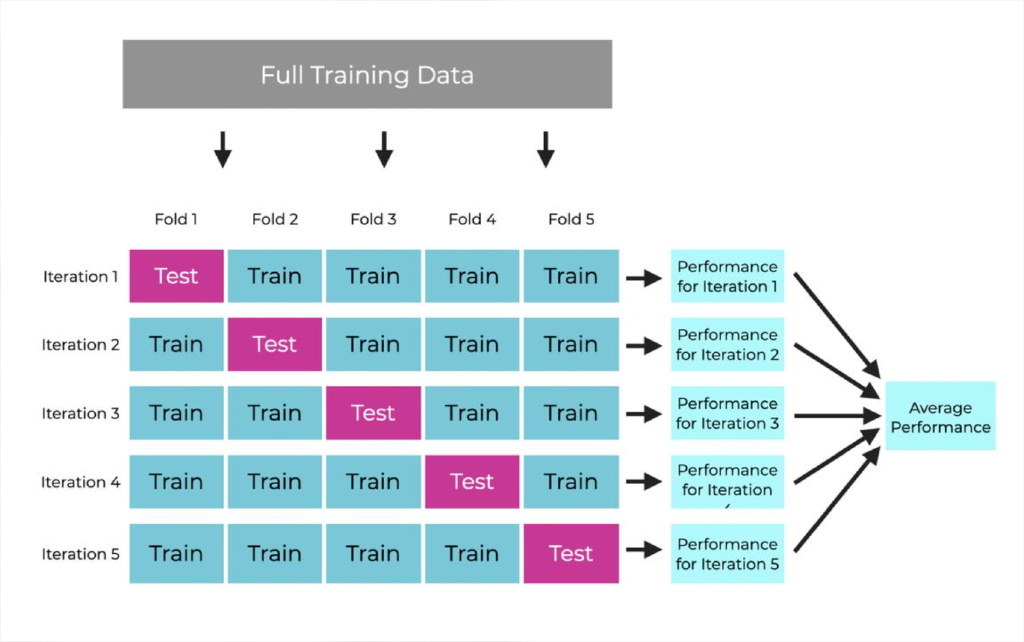 Full Training Data
Fold 1 Fold 2 Fold 3 Fold 4 Fold 5
Iteration 1 Test Train Train Train Train Performance
for Iteration 1
Iteration 2 Train Test Train Train Train Performance
for Iteration 2
Iteration 3 Train Train Test Train Train Performance
for Iteration 3
Average
Performance
Iteration 4 Train Train Train Test Train Performance
for Iteration
Iteration 5 Train Train Train Train Test Performance
for Iteration 5